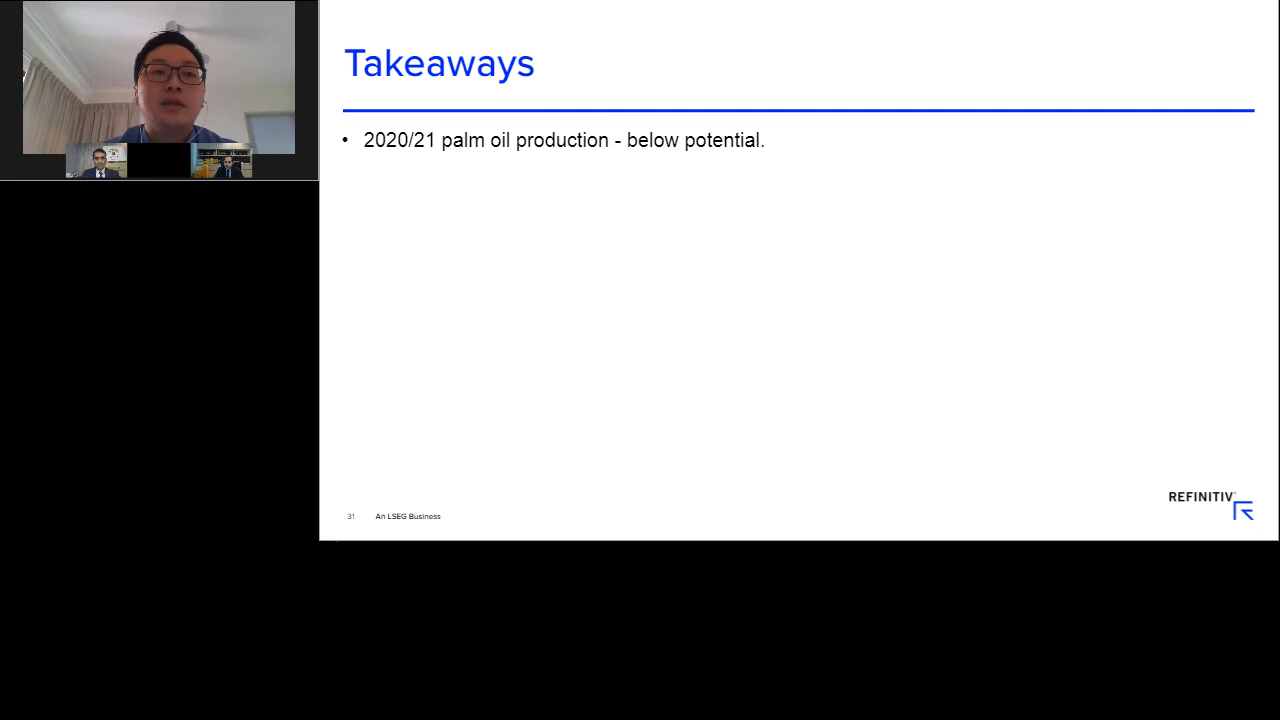 Takeaways
• 2020/21 palm oil production - below potential.
REFINITIV
31 An LSEG Business